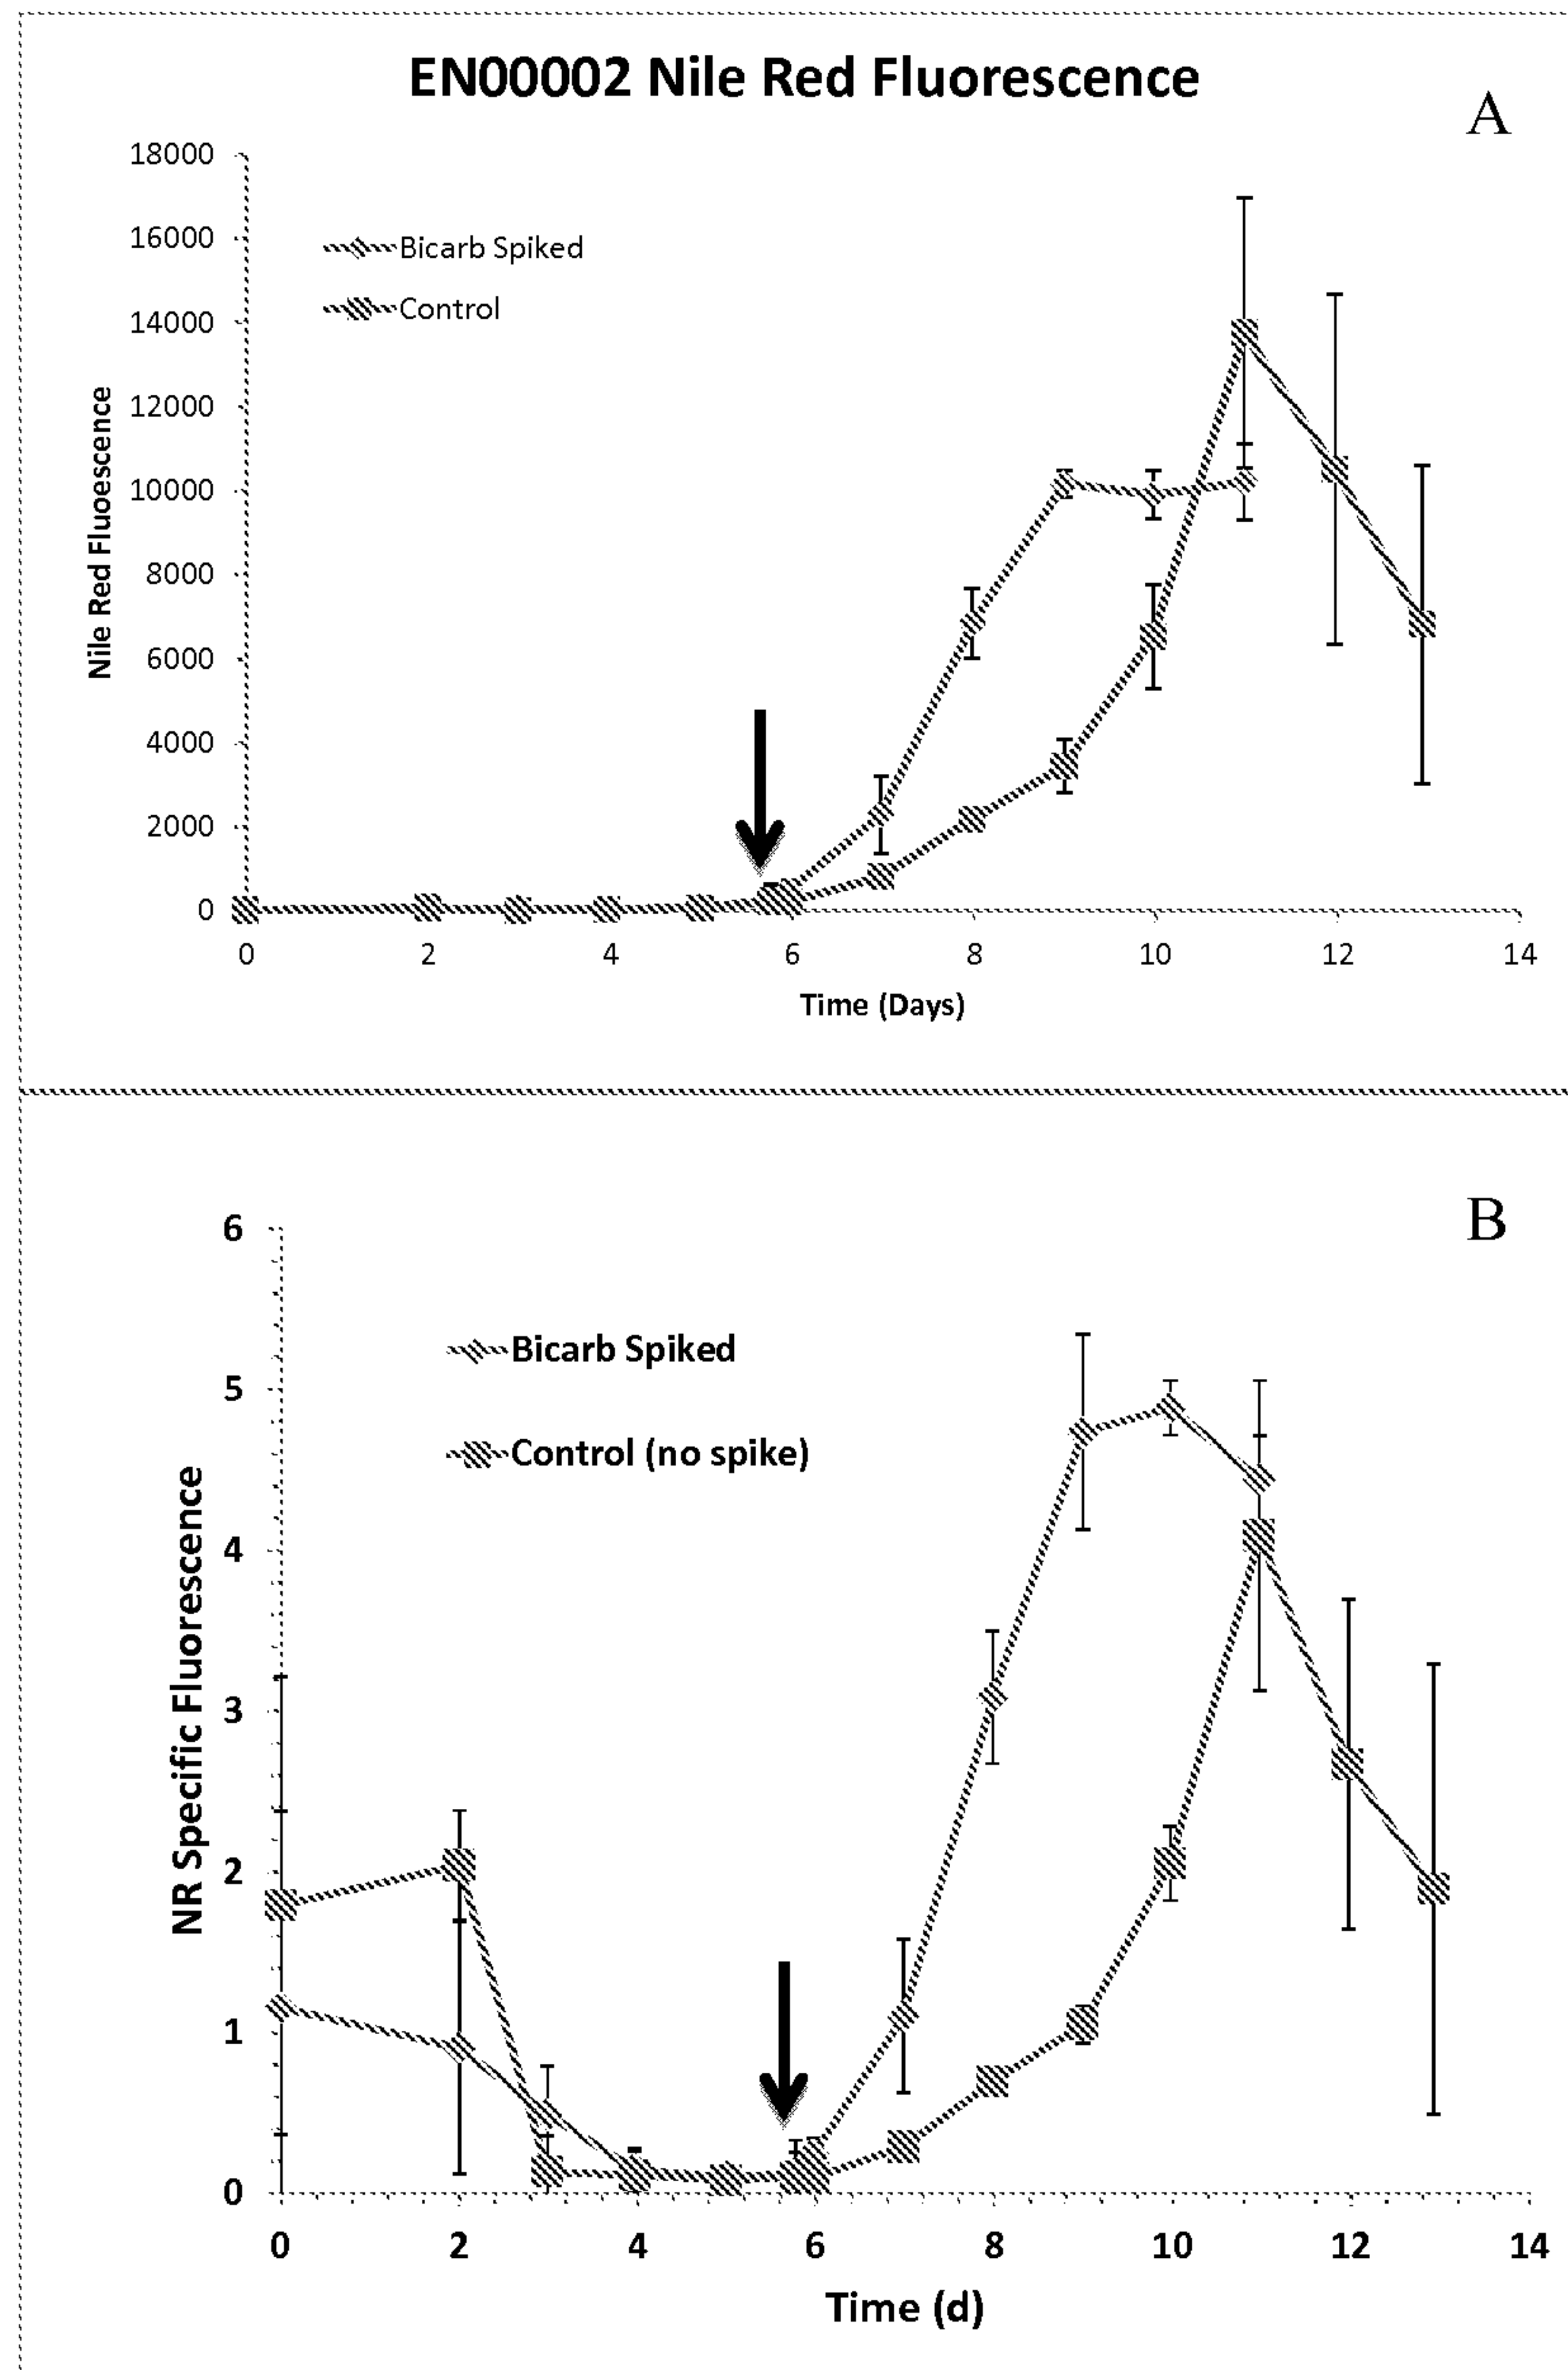 EN00002 Nile Red Fluorescence
A
18000
16000
14000
12000
10000
8000
6000
4000
2000
0
Nile Red Fluoescence
Bicarb Spiked
Control
0 2 4 6 8 10 12 14
Time (Days)
B
6
5
4
3
2
1
0
NR Specific Fluorescence
Bicarb Spiked
Control (no spike)
0 2 4 6 8 10 12 14
Time (d)